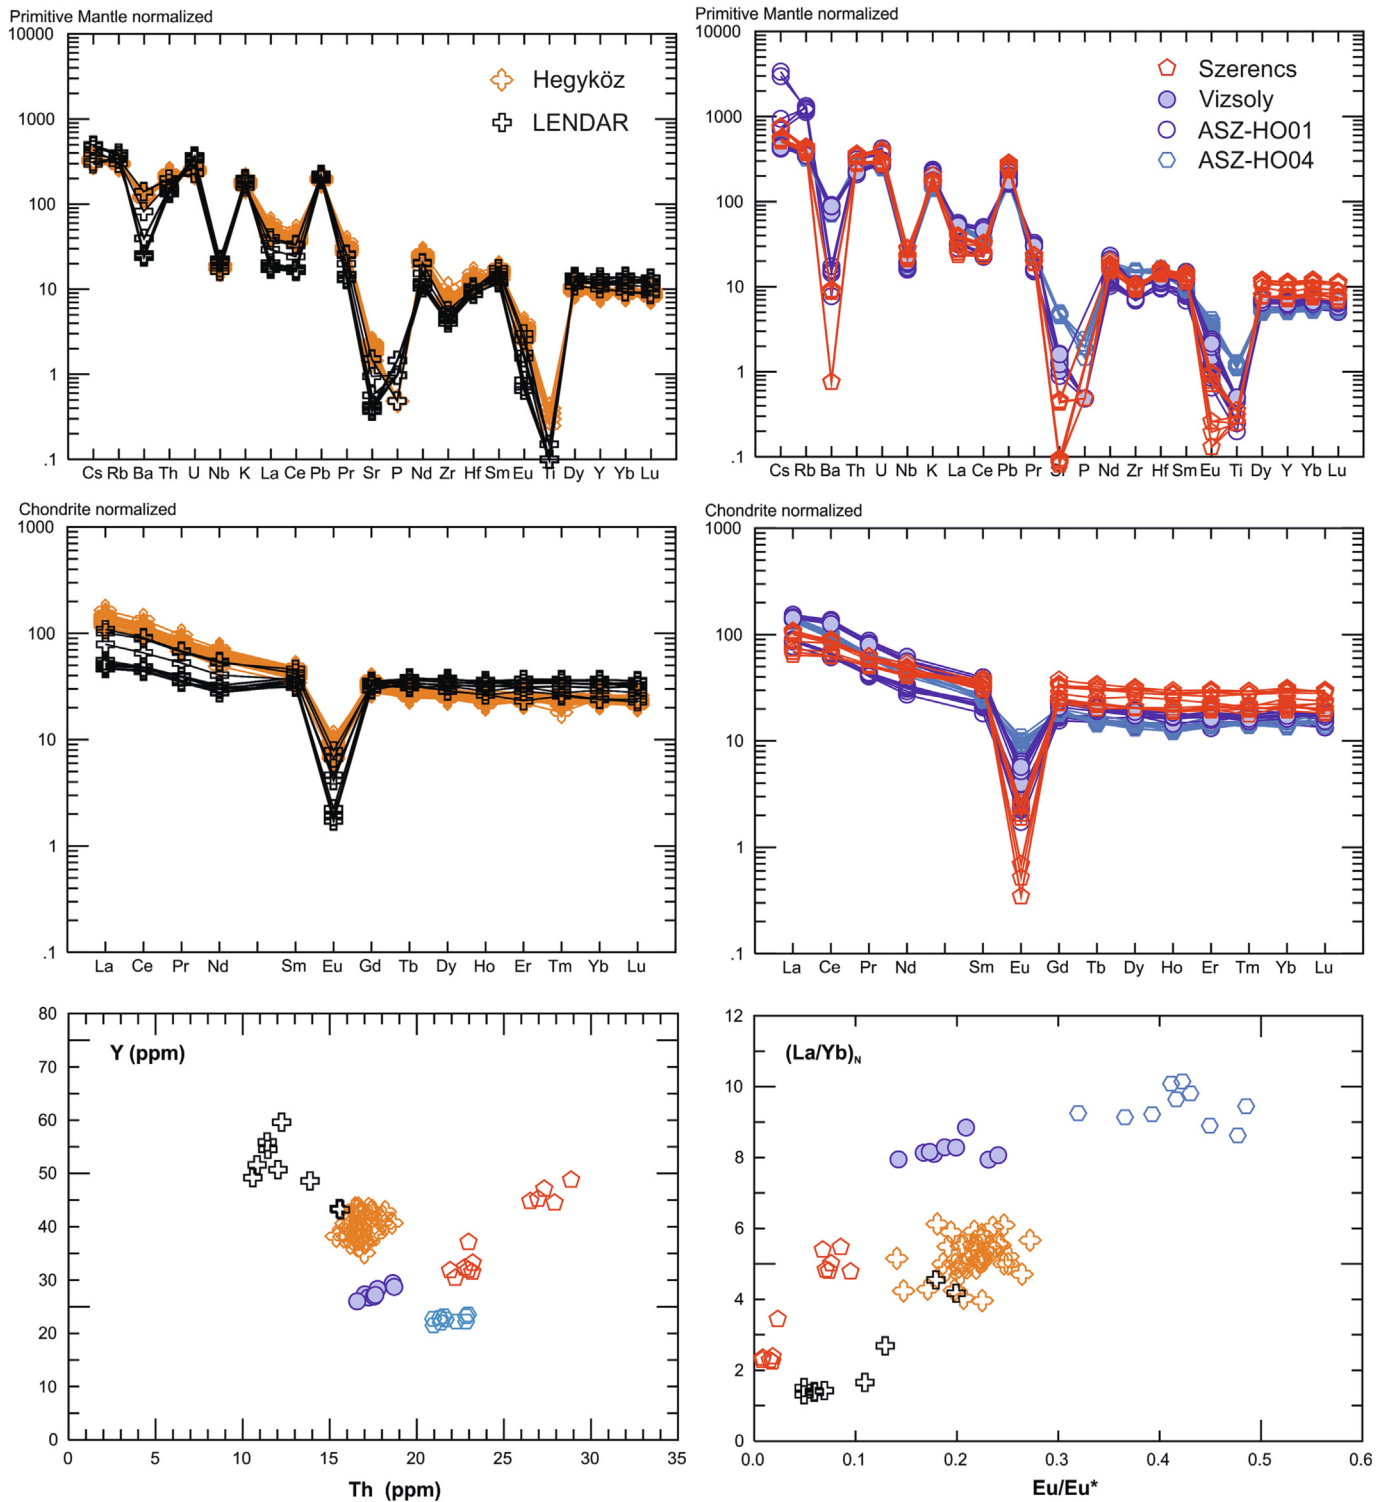 Primitive Mantle normalized
10000
1000
100
10
1
.1
Hegyköz
LENDAR
Cs Rb Ba Th U Nb K La Ce Pb Pr Sr P Nd Zr Hf Sm Eu Ti Dy Y Yb Lu
Primitive Mantle normalized
10000
1000
100
10
1
.1
Szerencs
Vizsoly
ASZ-HO01
ASZ-HO04
Cs Rb Ba Th U Nb K La Ce Pb Pr Sr P Nd Zr Hf Sm Eu Ti Dy Y Yb Lu
Chondrite normalized
1000
100
10
1
.1
La Ce Pr Nd Sm Eu Gd Tb Dy Ho Er Tm Yb Lu
Chondrite normalized
1000
100
10
1
.1
La Ce Pr Nd Sm Eu Gd Tb Dy Ho Er Tm Yb Lu
80
70
60
50
40
30
20
10
0
Y (ppm)
0 5 10 15 20 25 30 35
Th (ppm)
12
10
8
6
4
2
0
(La/Yb)N
0.0 0.1 0.2 0.3 0.4 0.5 0.6
Eu/Eu*